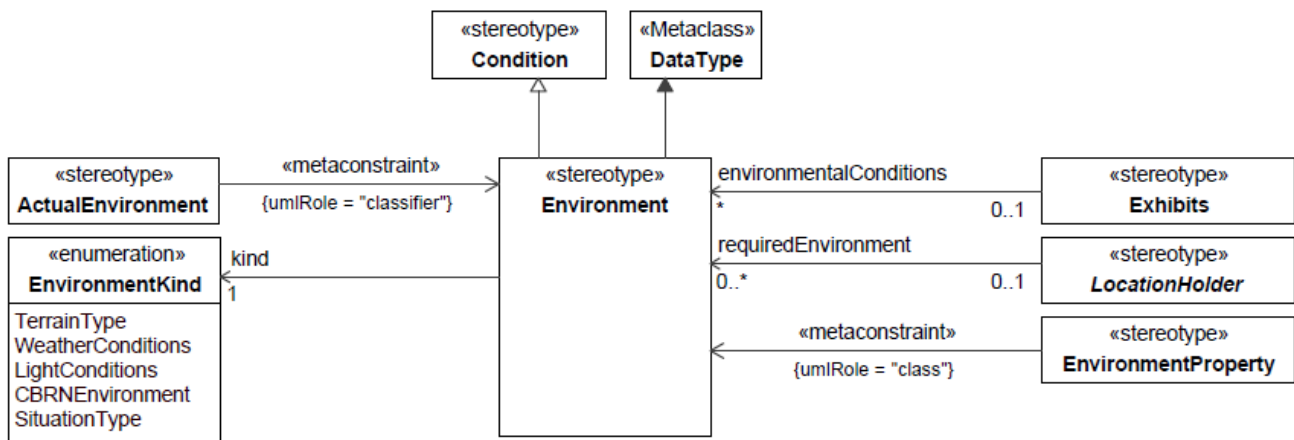 «stereotype»
Condition
«Metaclass»
DataType
«stereotype»
ActualEnvironment
«metaconstraint»
{umlRole = "classifier"}
«stereotype»
Environment
environmentalConditions
*
0..1
«stereotype»
Exhibits
«enumeration»
EnvironmentKind
TerrainType
WeatherConditions
LightConditions
CBRNEnvironment
SituationType
kind
1
requiredEnvironment
0..*
0..1
«stereotype»
LocationHolder
«metaconstraint»
{umlRole = "class"}
«stereotype»
EnvironmentProperty